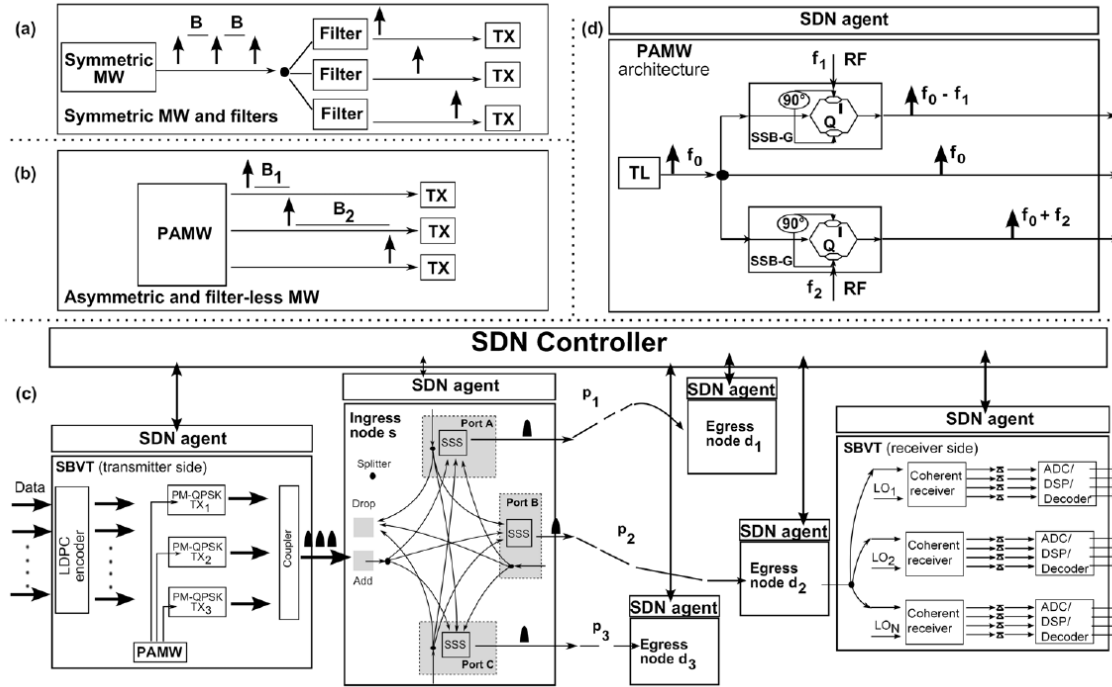 (a)
B B
Symmetric
MW
Filter
Filter
Filter
TX
TX
TX
Symmetric MW and filters
(b)
PAMW
B1
B2
TX
TX
TX
Asymmetric and filter-less MW
(d)
SDN agent
PAMW
architecture
f1 RF
90°
I
Q
SSB-G
f0 - f1
TL
f0
f0
90°
I
Q
SSB-G
f0 + f2
f2 RF
SDN Controller
(c)
SDN agent
SBVT (transmitter side)
Data
LDPC
encoder
PM-QPSK
TX1
PM-QPSK
TX2
PM-QPSK
TX3
PAMW
Coupler
SDN agent
Ingress
node s
Port A
SSS
Splitter
Drop
Add
Port B
SSS
SSS
Port C
p1
p2
p3
SDN agent
Egress
node d1
SDN agent
Egress
node d2
SDN agent
Egress
node d3
SDN agent
SBVT (receiver side)
LO1
Coherent
receiver
ADC/
DSP/
Decoder
LO2
Coherent
receiver
ADC/
DSP/
Decoder
LON
Coherent
receiver
ADC/
DSP/
Decoder